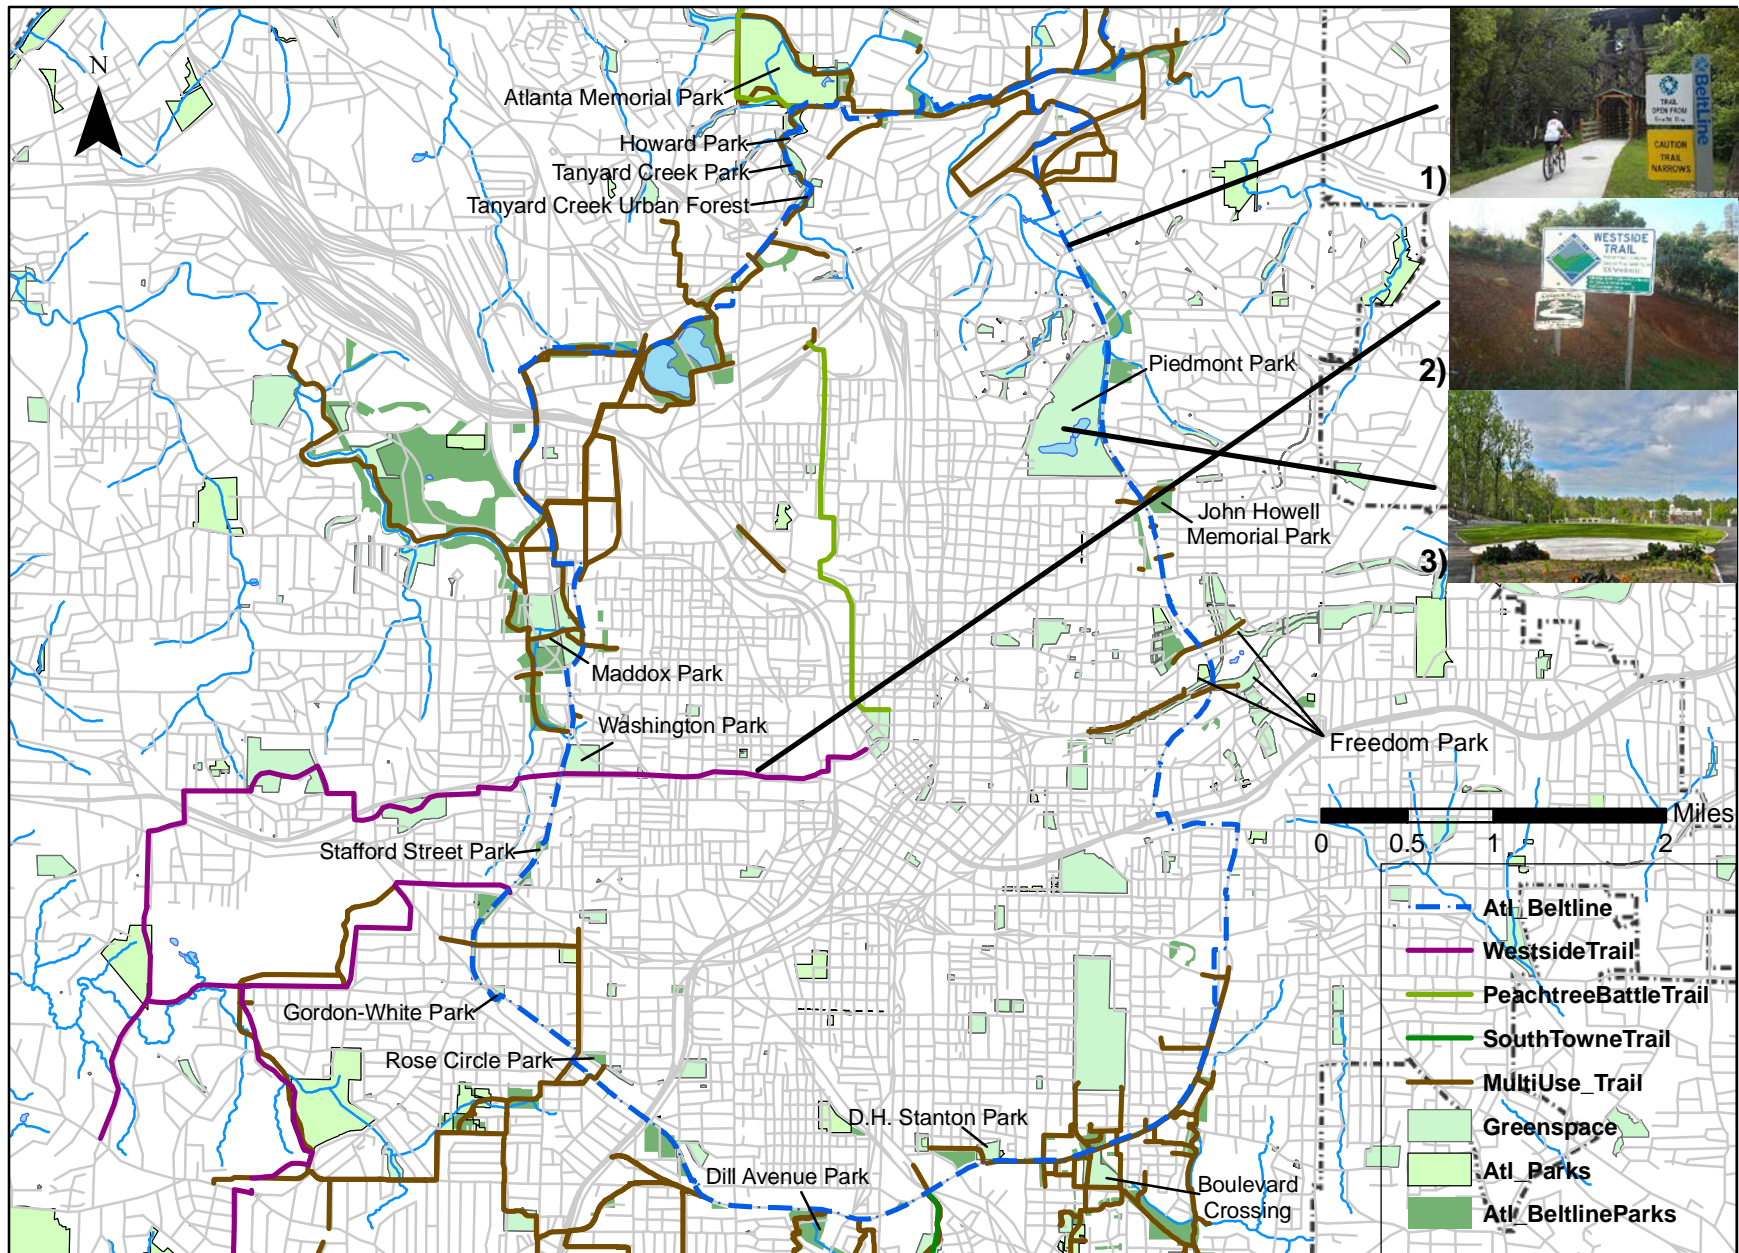 N
Atlanta Memorial Park
Howard Park
Tanyard Creek Park
Tanyard Creek Urban Forest
1)
BeltLine
TRAIL
OPEN FROM
CAUTION
TRAIL
NARROWS
WESTSIDE
TRAIL
2)
Piedmont Park
John Howell
Memorial Park
3)
Maddox Park
Washington Park
Freedom Park
Miles
0 0.5 1 2
Stafford Street Park
Gordon-White Park
Rose Circle Park
D.H. Stanton Park
Dill Avenue Park
Boulevard
Crossing
Atl_Beltline
WestsideTrail
PeachtreeBattleTrail
SouthTowneTrail
MultiUse_Trail
Greenspace
Atl_Parks
Atl_BeltlineParks